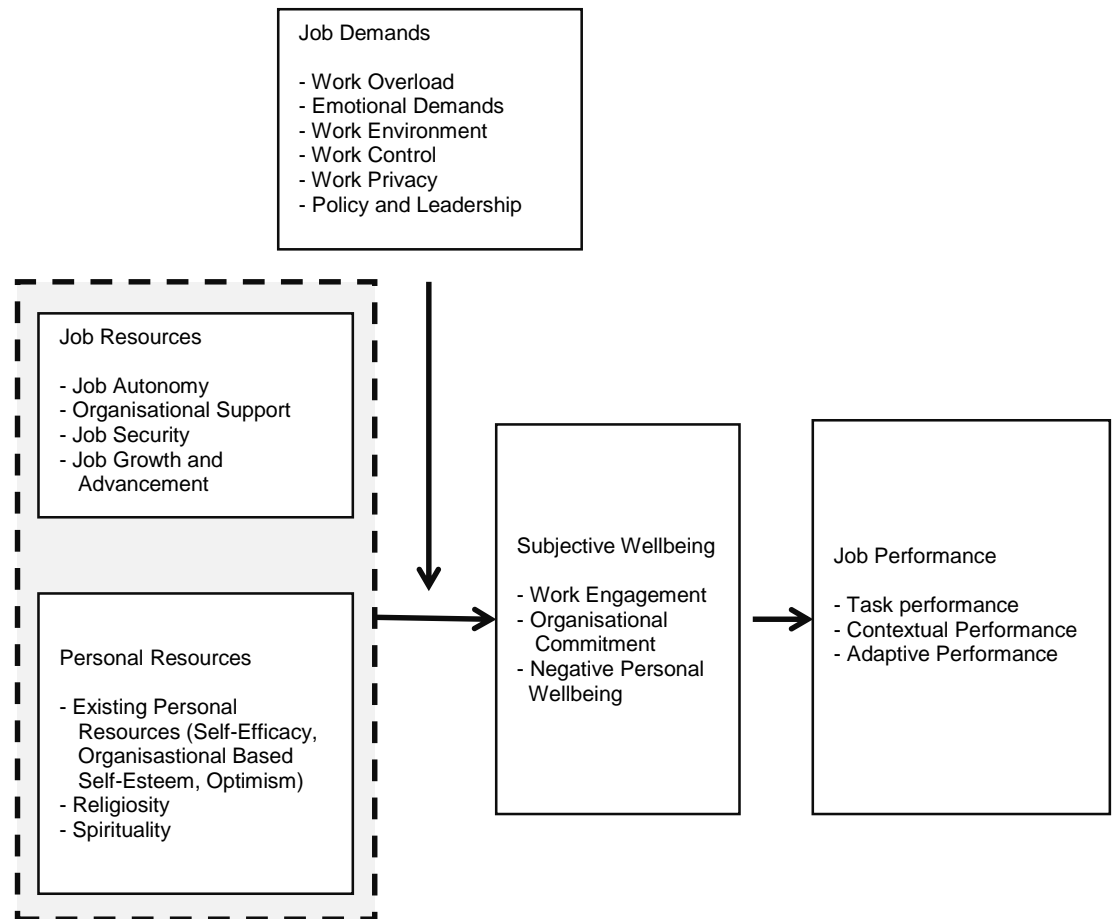 Job Demands
- Work Overload
- Emotional Demands
- Work Environment
- Work Control
- Work Privacy
- Policy and Leadership
Job Resources
- Job Autonomy
- Organisational Support
- Job Security
- Job Growth and
Advancement
Personal Resources
- Existing Personal
Resources (Self-Efficacy,
Organisastional Based
Self-Esteem, Optimism)
- Religiosity
- Spirituality
Subjective Wellbeing
- Work Engagement
- Organisational
Commitment
- Negative Personal
Wellbeing
Job Performance
- Task performance
- Contextual Performance
- Adaptive Performance